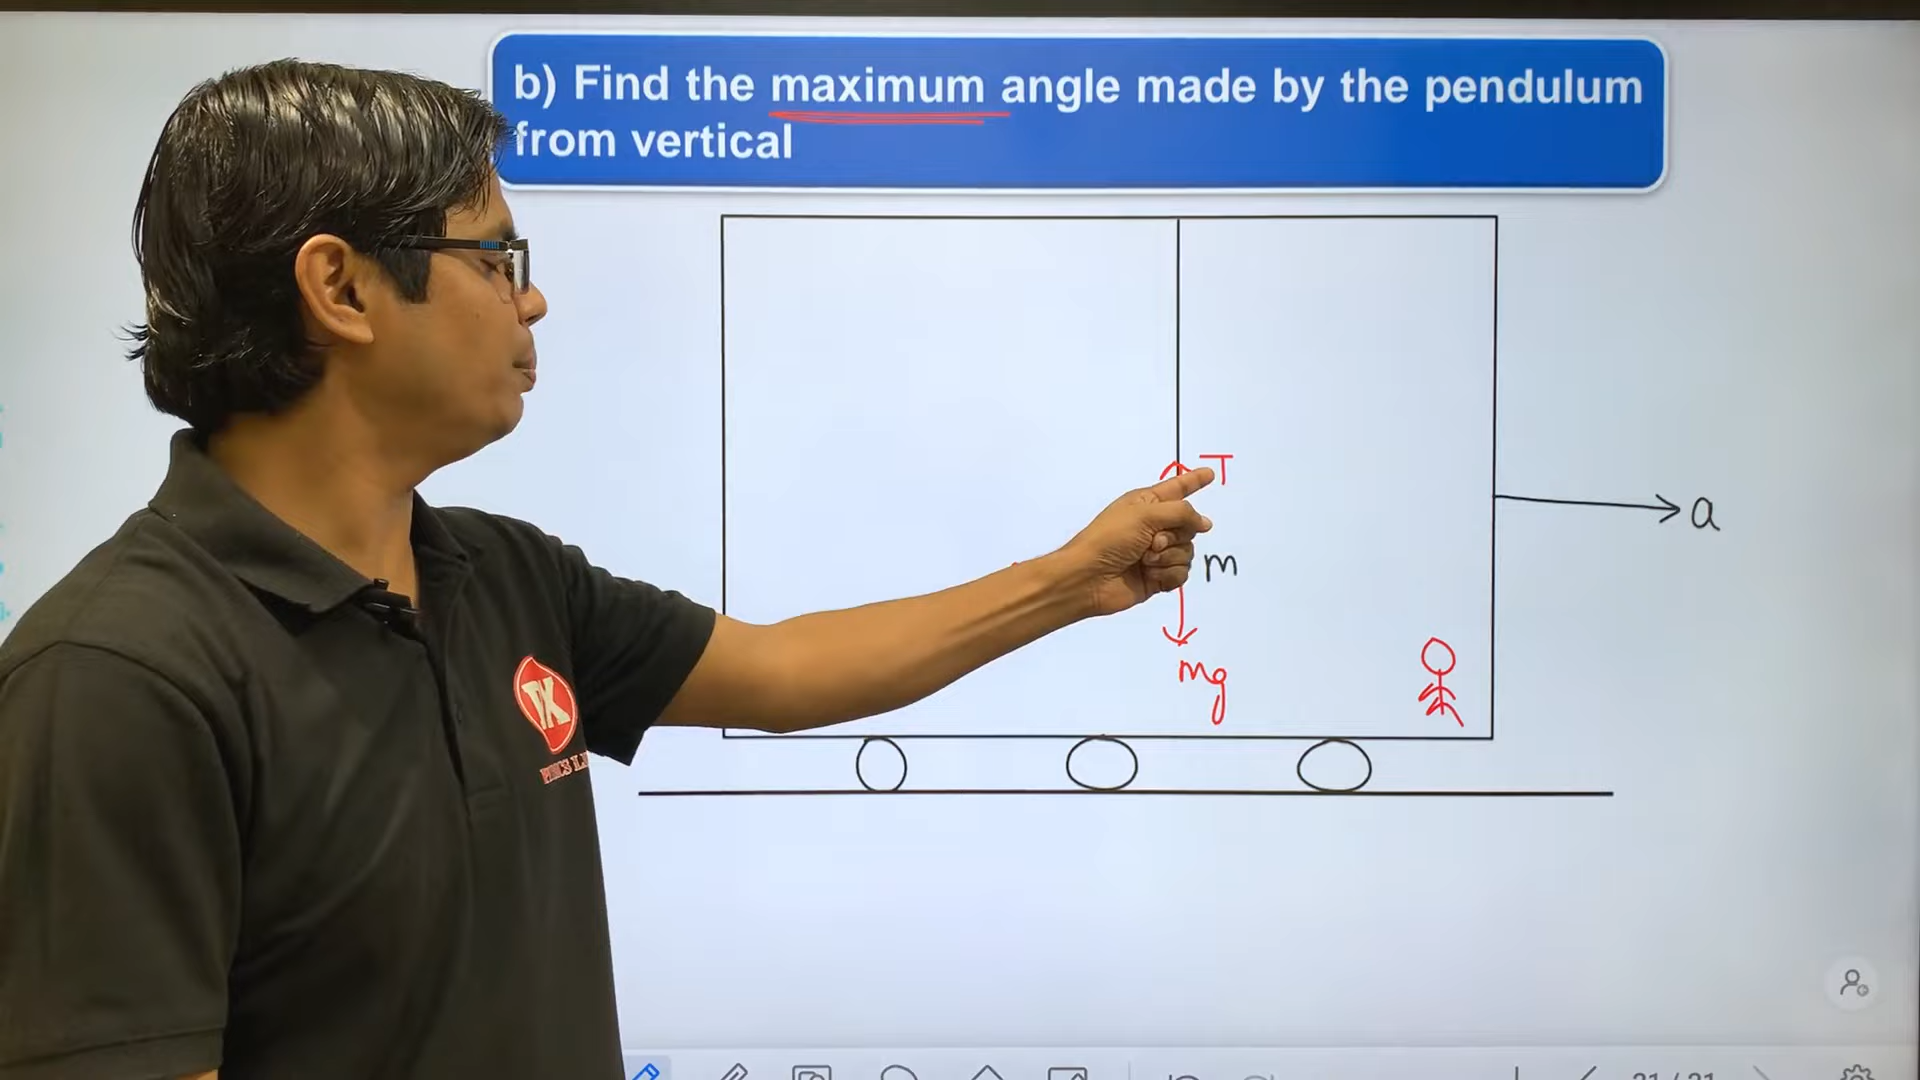 b) Find the maximum angle made by the pendulum
from vertical
T
a
m
mg